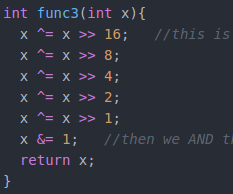 int func3(int x){
x ^= x >> 16; //this is
x ^= x >> 8;
x ^= x >> 4;
x ^= x >> 2;
x ^= x >> 1;
x &= 1; //then we AND th
return x;
}